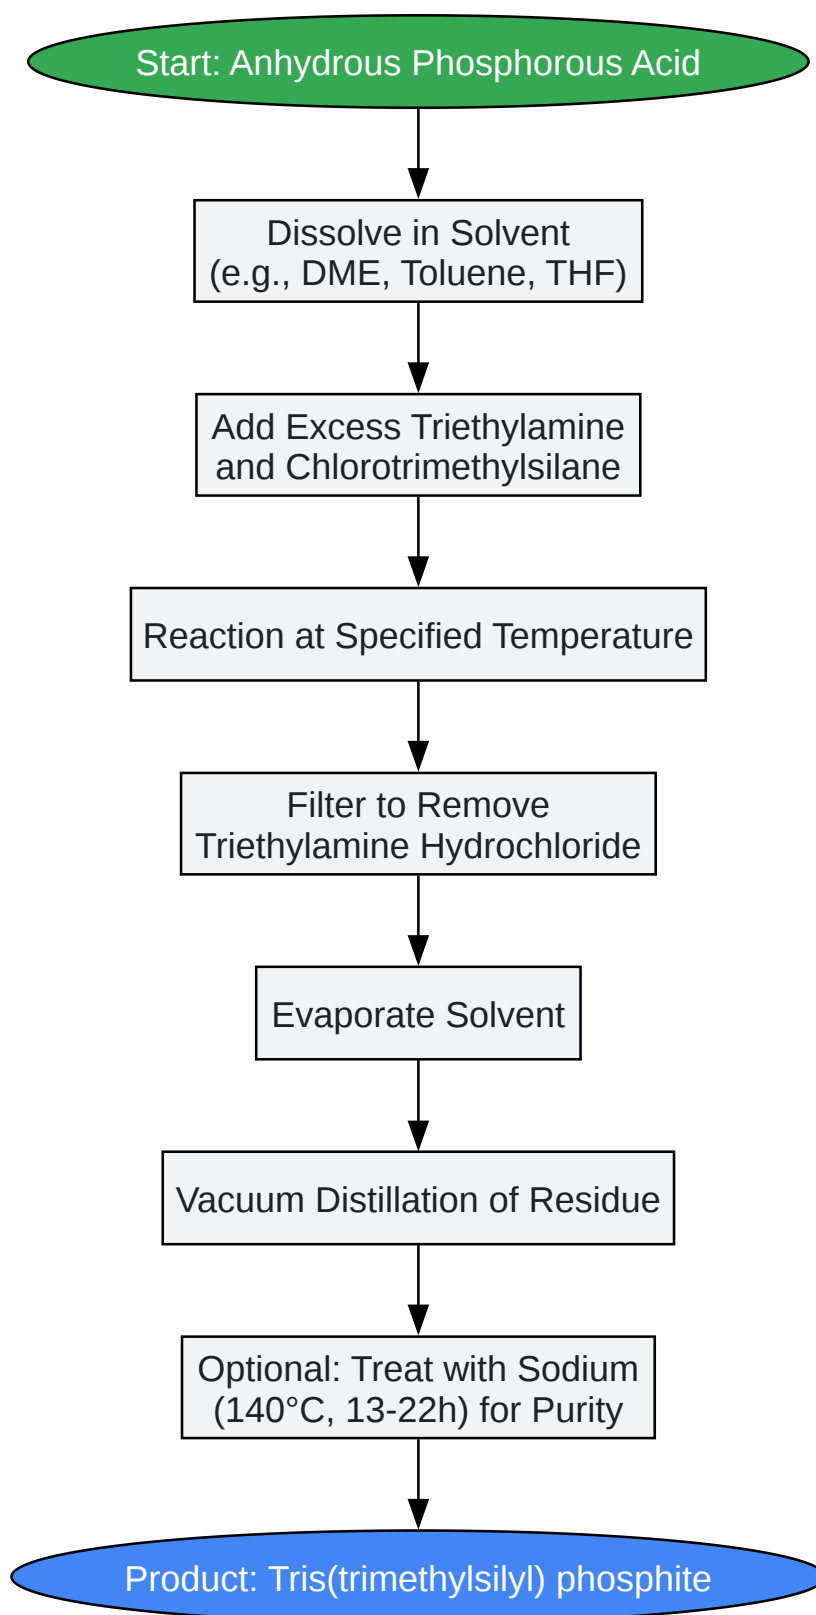 Start: Anhydrous Phosphorous Acid
Dissolve in Solvent
(e.g., DME, Toluene, THF)
Add Excess Triethylamine
and Chlorotrimethylsilane
Reaction at Specified Temperature
Filter to Remove
Triethylamine Hydrochloride
Evaporate Solvent
Vacuum Distillation of Residue
Optional: Treat with Sodium
(140°C, 13-22h) for Purity
Product: Tris(trimethylsilyl) phosphite